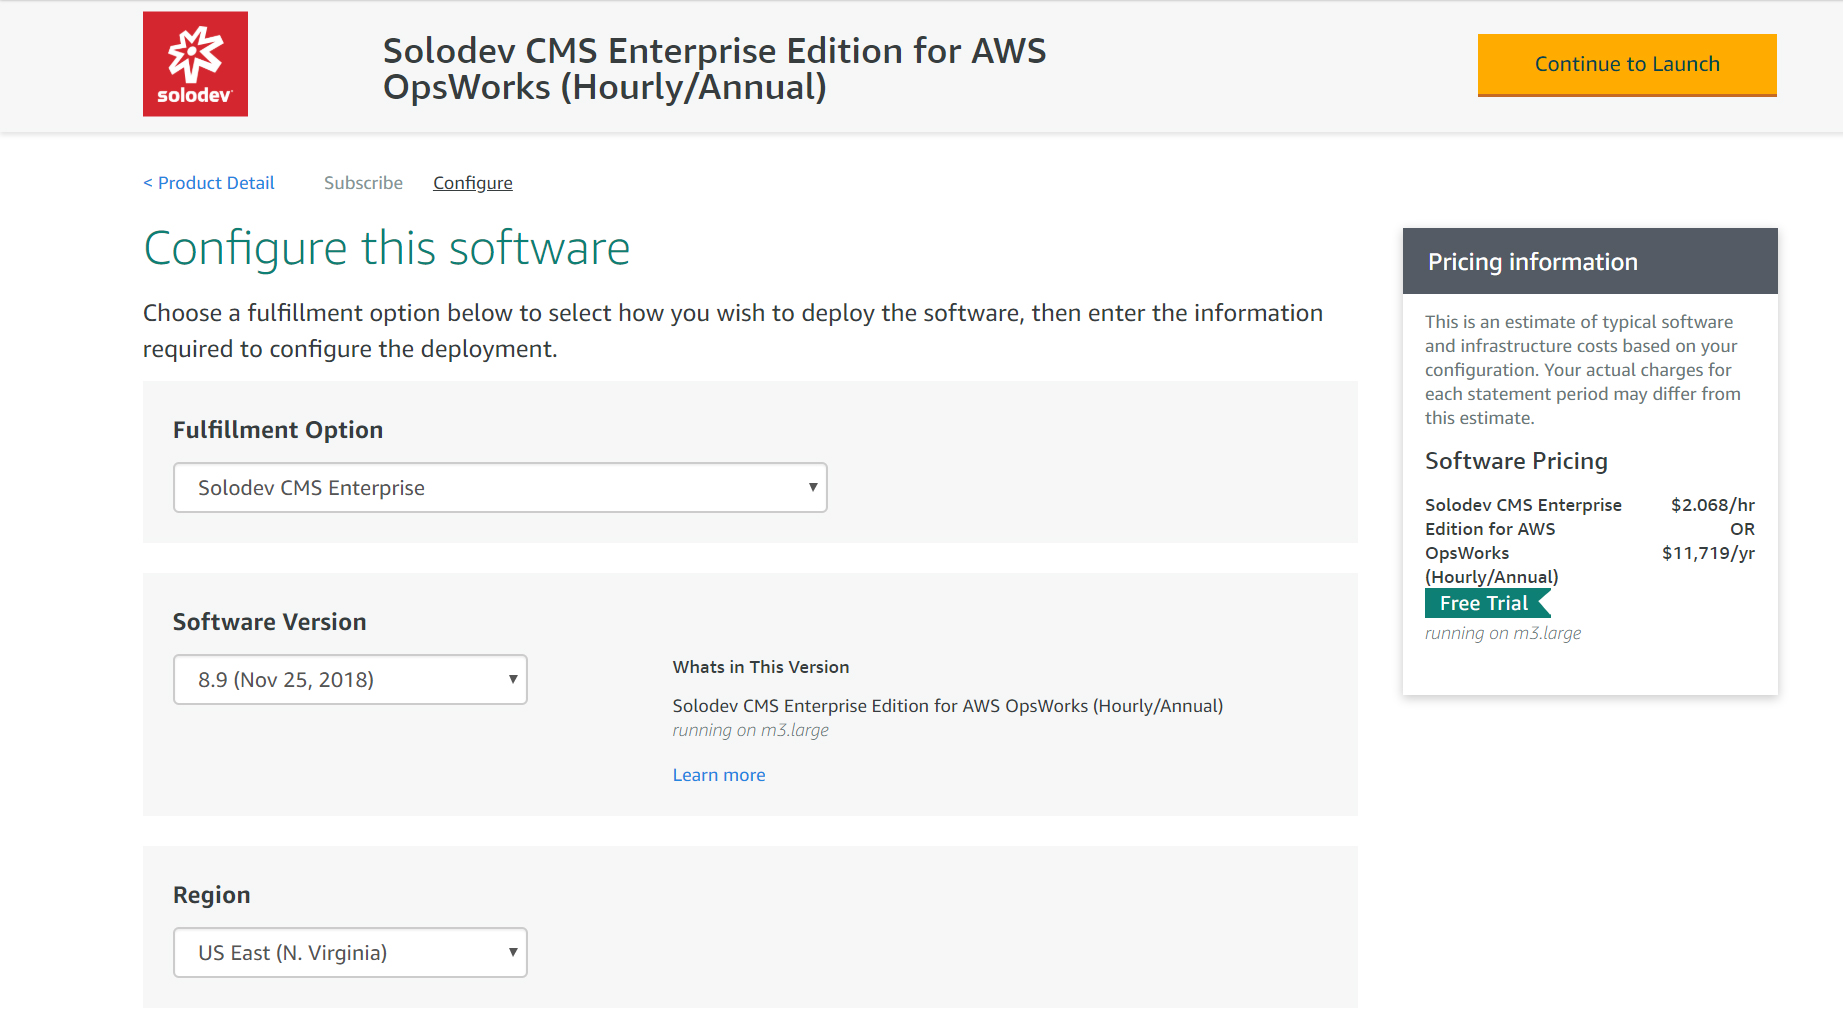 solodev
Solodev CMS Enterprise Edition for AWS
OpsWorks (Hourly/Annual)
Continue to Launch
< Product Detail
Subscribe
Configure
Configure this software
Choose a fulfillment option below to select how you wish to deploy the software, then enter the information
required to configure the deployment.
Fulfillment Option
Solodev CMS Enterprise
Software Version
8.9 (Nov 25, 2018)
Whats in This Version
Solodev CMS Enterprise Edition for AWS OpsWorks (Hourly/Annual)
running on m3.large
Learn more
Region
US East (N. Virginia)
Pricing information
This is an estimate of typical software
and infrastructure costs based on your
configuration. Your actual charges for
each statement period may differ from
this estimate.
Software Pricing
Solodev CMS Enterprise $2.068/hr
Edition for AWS OR
OpsWorks $11,719/yr
(Hourly/Annual)
Free Trial
running on m3.large